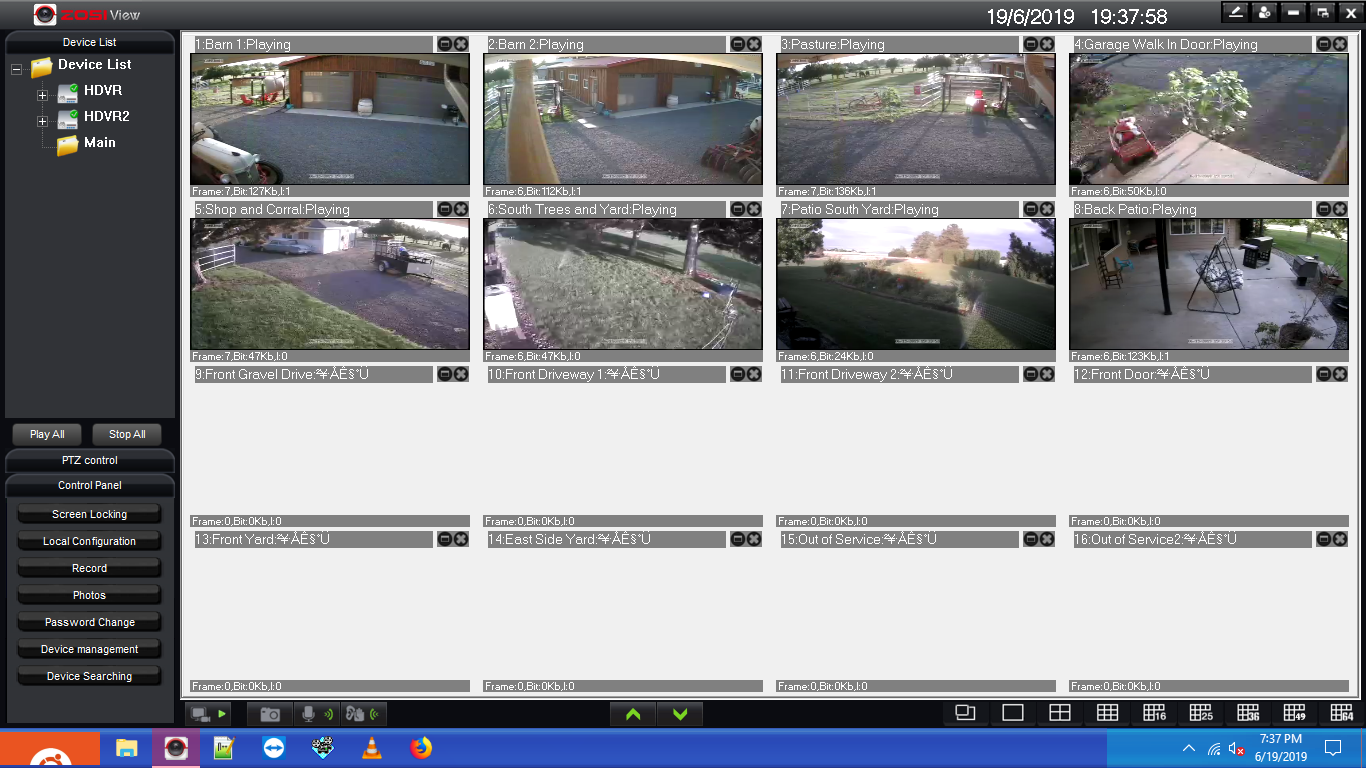 ZOSI View
19/6/2019 19:37:58
Device List
Device List
HDVR
HDVR2
Main
Play All Stop All
PTZ control
Control Panel
Screen Locking
Local Configuration
Record
Photos
Password Change
Device management
Device Searching
1:Barn 1:Playing
2:Barn 2:Playing
3:Pasture:Playing
4:Garage Walk In Door:Playing
Frame:7,Bit:127Kb,I:1
Frame:6,Bit:112Kb,I:1
Frame:7,Bit:136Kb,I:1
Frame:6,Bit:50Kb,I:0
5:Shop and Corral:Playing
6:South Trees and Yard:Playing
7:Patio South Yard:Playing
8:Back Patio:Playing
Frame:7,Bit:47Kb,I:0
Frame:6,Bit:47Kb,I:0
Frame:6,Bit:24Kb,I:0
Frame:6,Bit:123Kb,I:1
9:Front Gravel Drive:
10:Front Driveway 1:
11:Front Driveway 2:
12:Front Door:
Frame:0,Bit:0Kb,I:0
Frame:0,Bit:0Kb,I:0
Frame:0,Bit:0Kb,I:0
Frame:0,Bit:0Kb,I:0
13:Front Yard:
14:East Side Yard:
15:Out of Service:
16:Out of Service2:
Frame:0,Bit:0Kb,I:0
Frame:0,Bit:0Kb,I:0
Frame:0,Bit:0Kb,I:0
Frame:0,Bit:0Kb,I:0
16 25 36 49 64
7:37 PM
6/19/2019